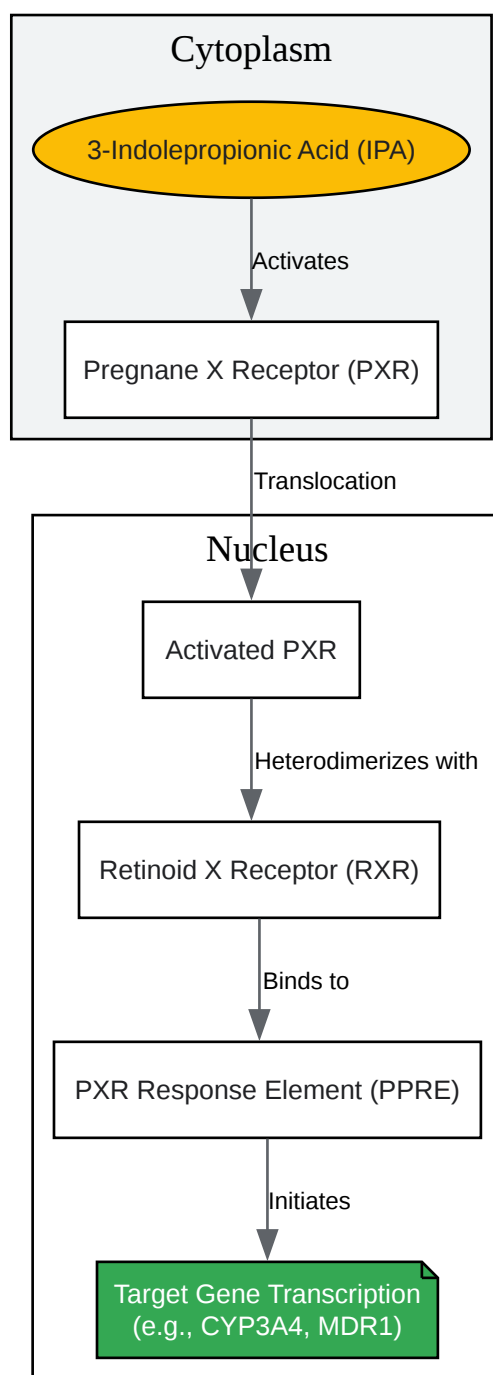 Cytoplasm
3-Indolepropionic Acid (IPA)
Activates
Pregnane X Receptor (PXR)
Translocation
Nucleus
Activated PXR
Heterodimerizes with
Retinoid X Receptor (RXR)
Binds to
PXR Response Element (PPRE)
Initiates
Target Gene Transcription
(e.g., CYP3A4, MDR1)